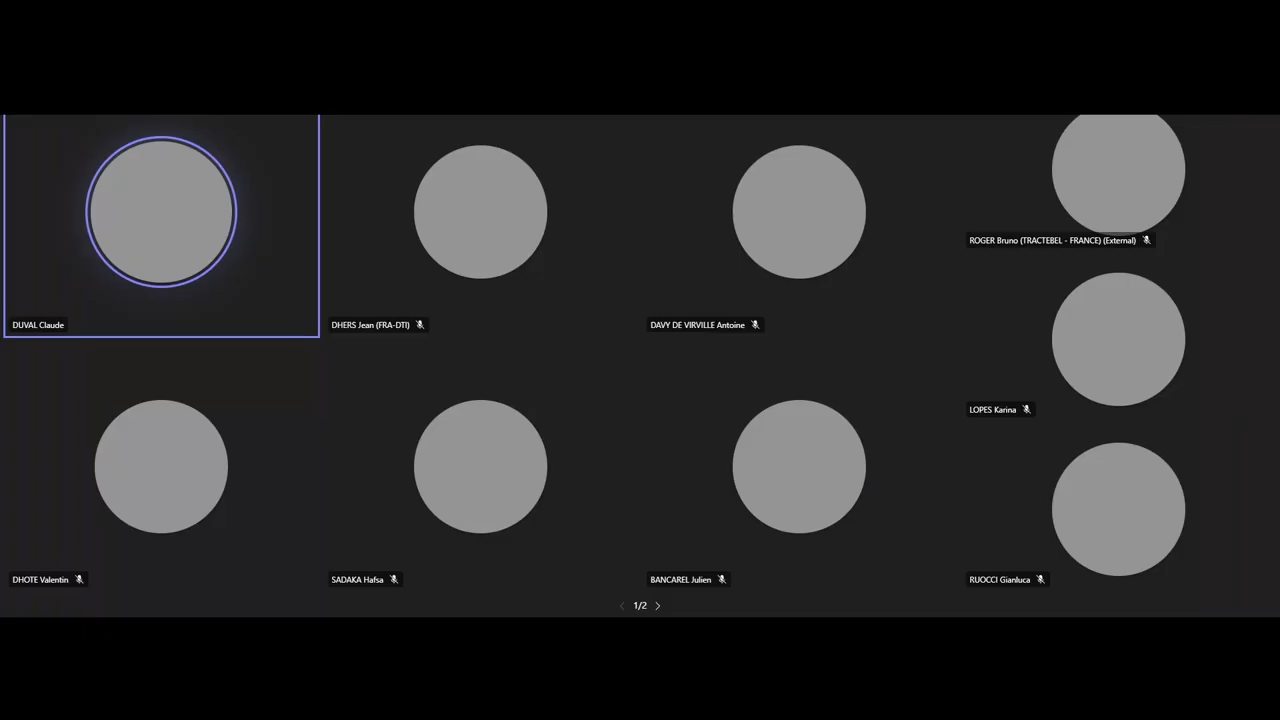 DUVAL Claude
DHERS Jean (FRA-DTI)
DAVY DE VIRVILLE Antoine
ROGER Bruno (TRACTEBEL - FRANCE) (External)
LOPES Karina
DHOTE Valentin
SADAKA Hafsa
BANCAREL Julien
RUOCCI Gianluca
1/2